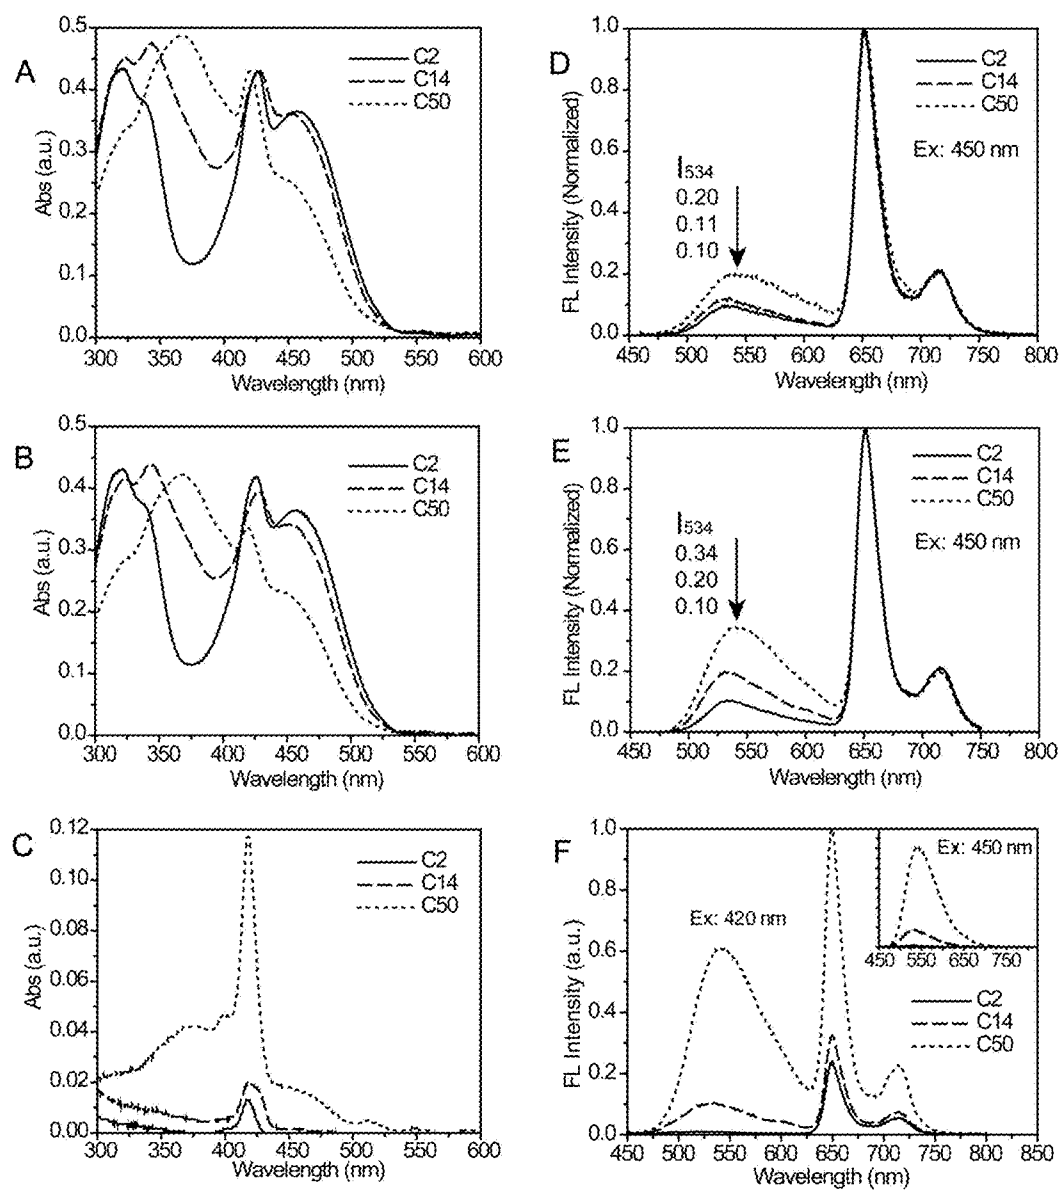 A
0.5
0.4
0.3
0.2
0.1
0.0
Abs (a.u.)
C2
C14
C50
300 350 400 450 500 550 600
Wavelength (nm)
D
1.0
0.8
0.6
0.4
0.2
0.0
FL Intensity (Normalized)
C2
C14
C50
Ex: 450 nm
I534
0.20
0.11
0.10
450 500 550 600 650 700 750 800
Wavelength (nm)
B
0.5
0.4
0.3
0.2
0.1
0.0
Abs (a.u.)
C2
C14
C50
300 350 400 450 500 550 600
Wavelength (nm)
E
1.0
0.8
0.6
0.4
0.2
0.0
FL Intensity (Normalized)
C2
C14
C50
Ex: 450 nm
I534
0.34
0.20
0.10
450 500 550 600 650 700 750 800
Wavelength (nm)
C
0.12
0.10
0.08
0.06
0.04
0.02
0.00
Abs (a.u.)
C2
C14
C50
300 350 400 450 500 550 600
Wavelength (nm)
F
1.0
0.8
0.6
0.4
0.2
0.0
FL Intensity (a.u.)
Ex: 420 nm
Ex: 450 nm
450 550 650 750
C2
C14
C50
450 500 550 600 650 700 750 800 850
Wavelength (nm)